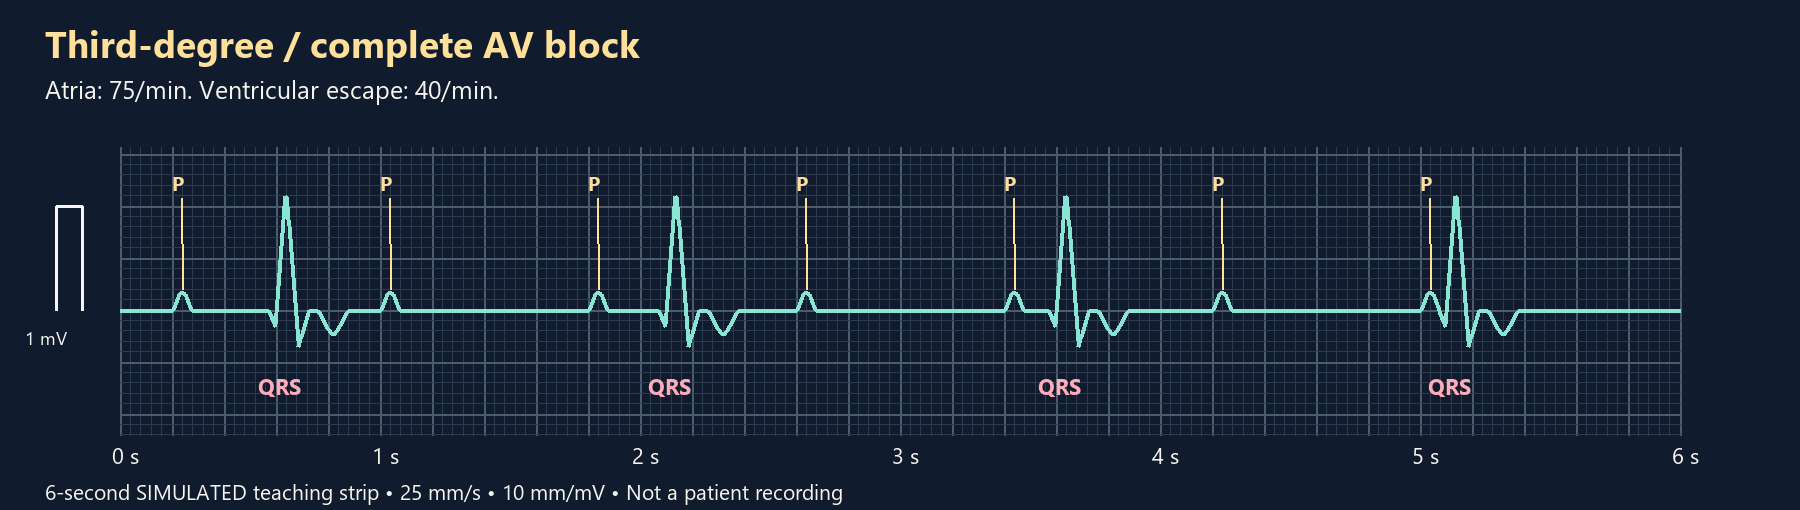 Third-degree / complete AV block
Atria: 75/min. Ventricular escape: 40/min.
P P P P P P P
1 mV
QRS QRS QRS QRS
0 s 1 s 2 s 3 s 4 s 5 s 6 s
6-second SIMULATED teaching strip • 25 mm/s • 10 mm/mV • Not a patient recording